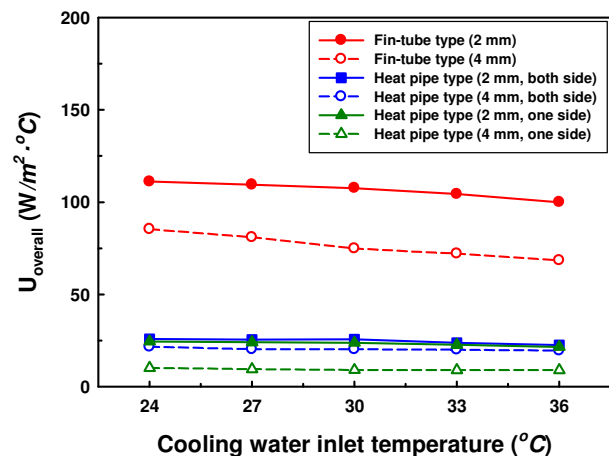 200
150
100
50
0
U_overall (W/m² ·°C)
Fin-tube type (2 mm)
Fin-tube type (4 mm)
Heat pipe type (2 mm, both side)
Heat pipe type (4 mm, both side)
Heat pipe type (2 mm, one side)
Heat pipe type (4 mm, one side)
24 27 30 33 36
Cooling water inlet temperature (°C)